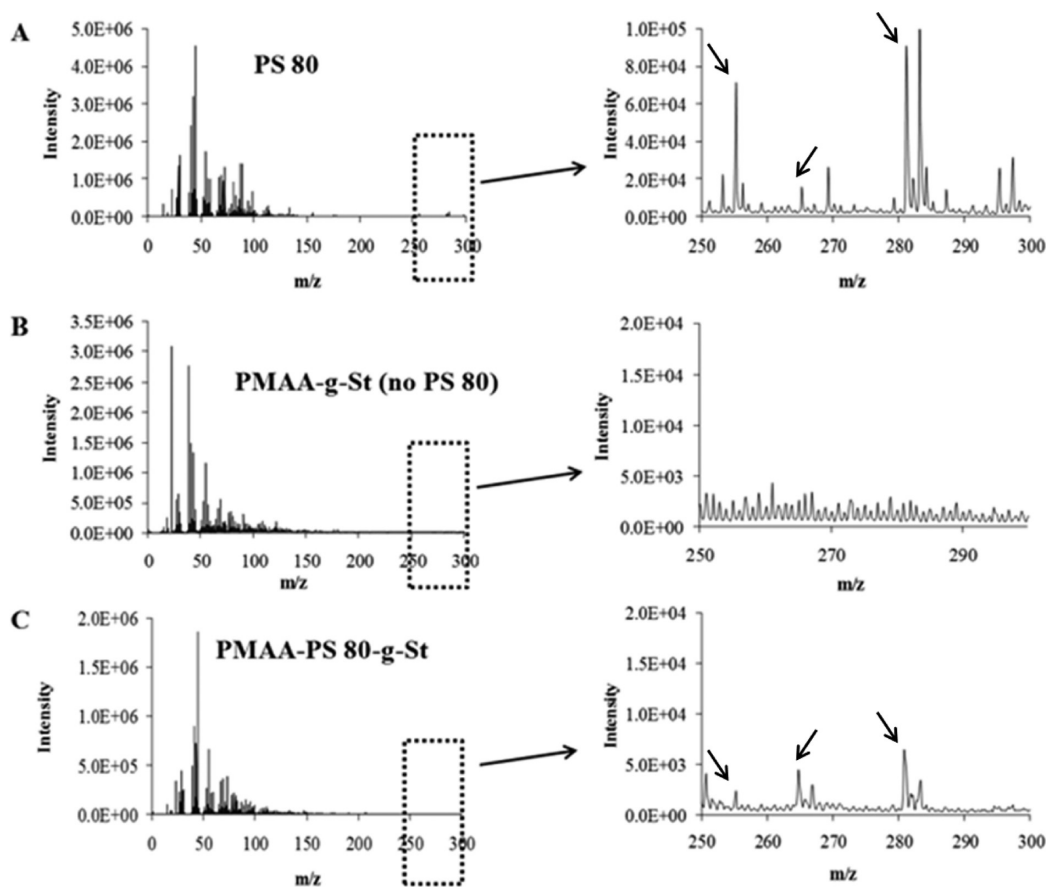 A
PS 80
Intensity
5.0E+06
4.0E+06
3.0E+06
2.0E+06
1.0E+06
0.0E+00
0 50 100 150 200 250 300
m/z
Intensity
1.0E+05
8.0E+04
6.0E+04
4.0E+04
2.0E+04
0.0E+00
250 260 270 280 290 300
m/z
B
PMAA-g-St (no PS 80)
Intensity
3.5E+06
3.0E+06
2.5E+06
2.0E+06
1.5E+06
1.0E+06
5.0E+05
0.0E+00
0 50 100 150 200 250 300
m/z
Intensity
2.0E+04
1.5E+04
1.0E+04
5.0E+03
0.0E+00
250 270 290
m/z
C
PMAA-PS 80-g-St
Intensity
2.0E+06
1.5E+06
1.0E+06
5.0E+05
0.0E+00
0 50 100 150 200 250 300
m/z
Intensity
2.0E+04
1.5E+04
1.0E+04
5.0E+03
0.0E+00
250 260 270 280 290 300
m/z